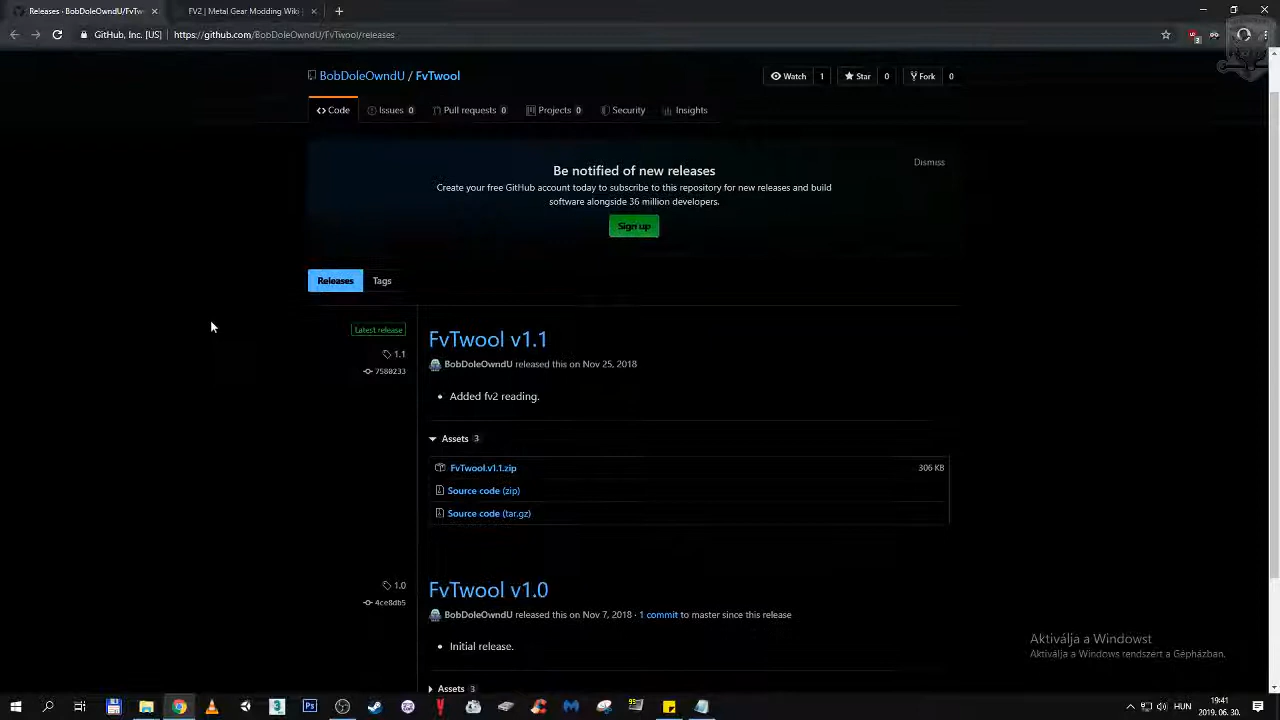 Releases · BobDoleOwndU/FvTw
FV2 | Metal Gear Modding Wiki
GitHub, Inc. [US]
https://github.com/BobDoleOwndU/FvTwool/releases
BobDoleOwndU / FvTwool
Watch 1
Star 0
Fork 0
Code
Issues 0
Pull requests 0
Projects 0
Security
Insights
Be notified of new releases
Dismiss
Create your free GitHub account today to subscribe to this repository for new releases and build
software alongside 36 million developers.
Sign up
Releases
Tags
Latest release
1.1
7580233
FvTwool v1.1
BobDoleOwndU released this on Nov 25, 2018
Added fv2 reading.
Assets 3
FvTwool.v1.1.zip
306 KB
Source code (zip)
Source code (tar.gz)
1.0
4ce8db5
FvTwool v1.0
BobDoleOwndU released this on Nov 7, 2018 · 1 commit to master since this release
Initial release.
Assets 3
Aktiválja a Windowst
Aktiválja a Windows rendszert a Gépházban.
HUN
19:41
2019. 06. 30.